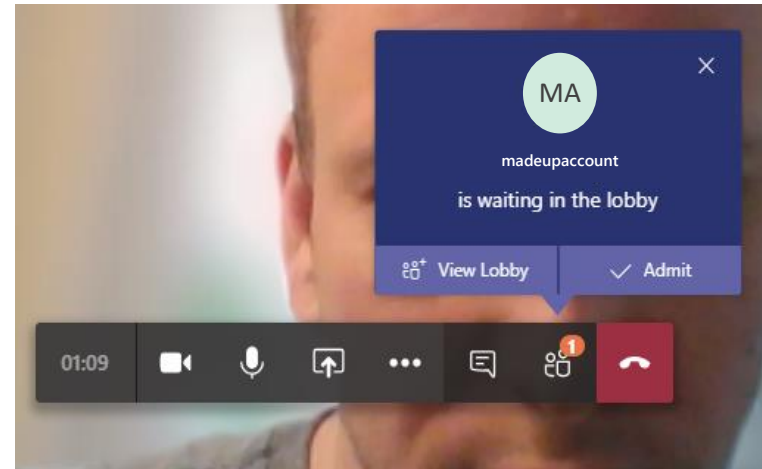 MA
madeupaccount
is waiting in the lobby
View Lobby
Admit
01:09
1